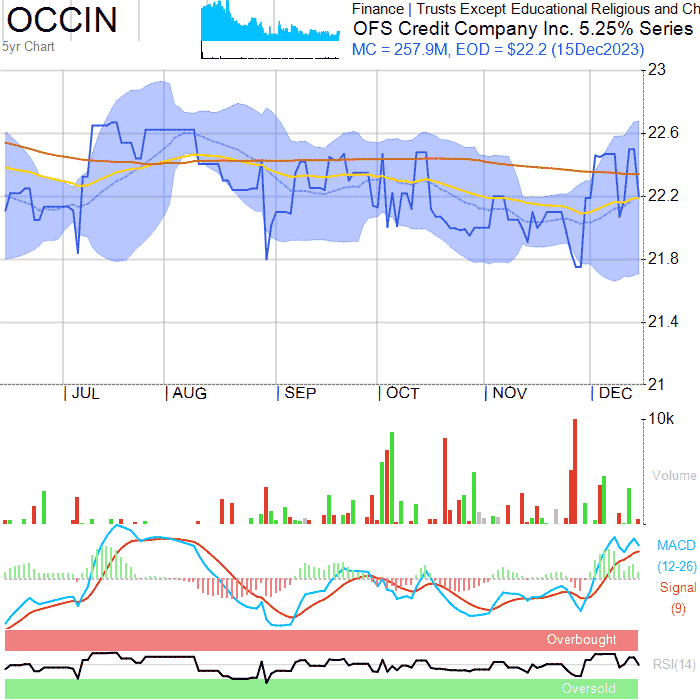 OCCIN
5yr Chart
Finance | Trusts Except Educational Religious and Ch
OFS Credit Company Inc. 5.25% Series
MC = 257.9M, EOD = $22.2 (15Dec2023)
23
22.6
22.2
21.8
21.4
21
JUL AUG SEP OCT NOV DEC
10k
Volume
MACD
(12-26)
Signal
(9)
Overbought
RSI(14)
Oversold